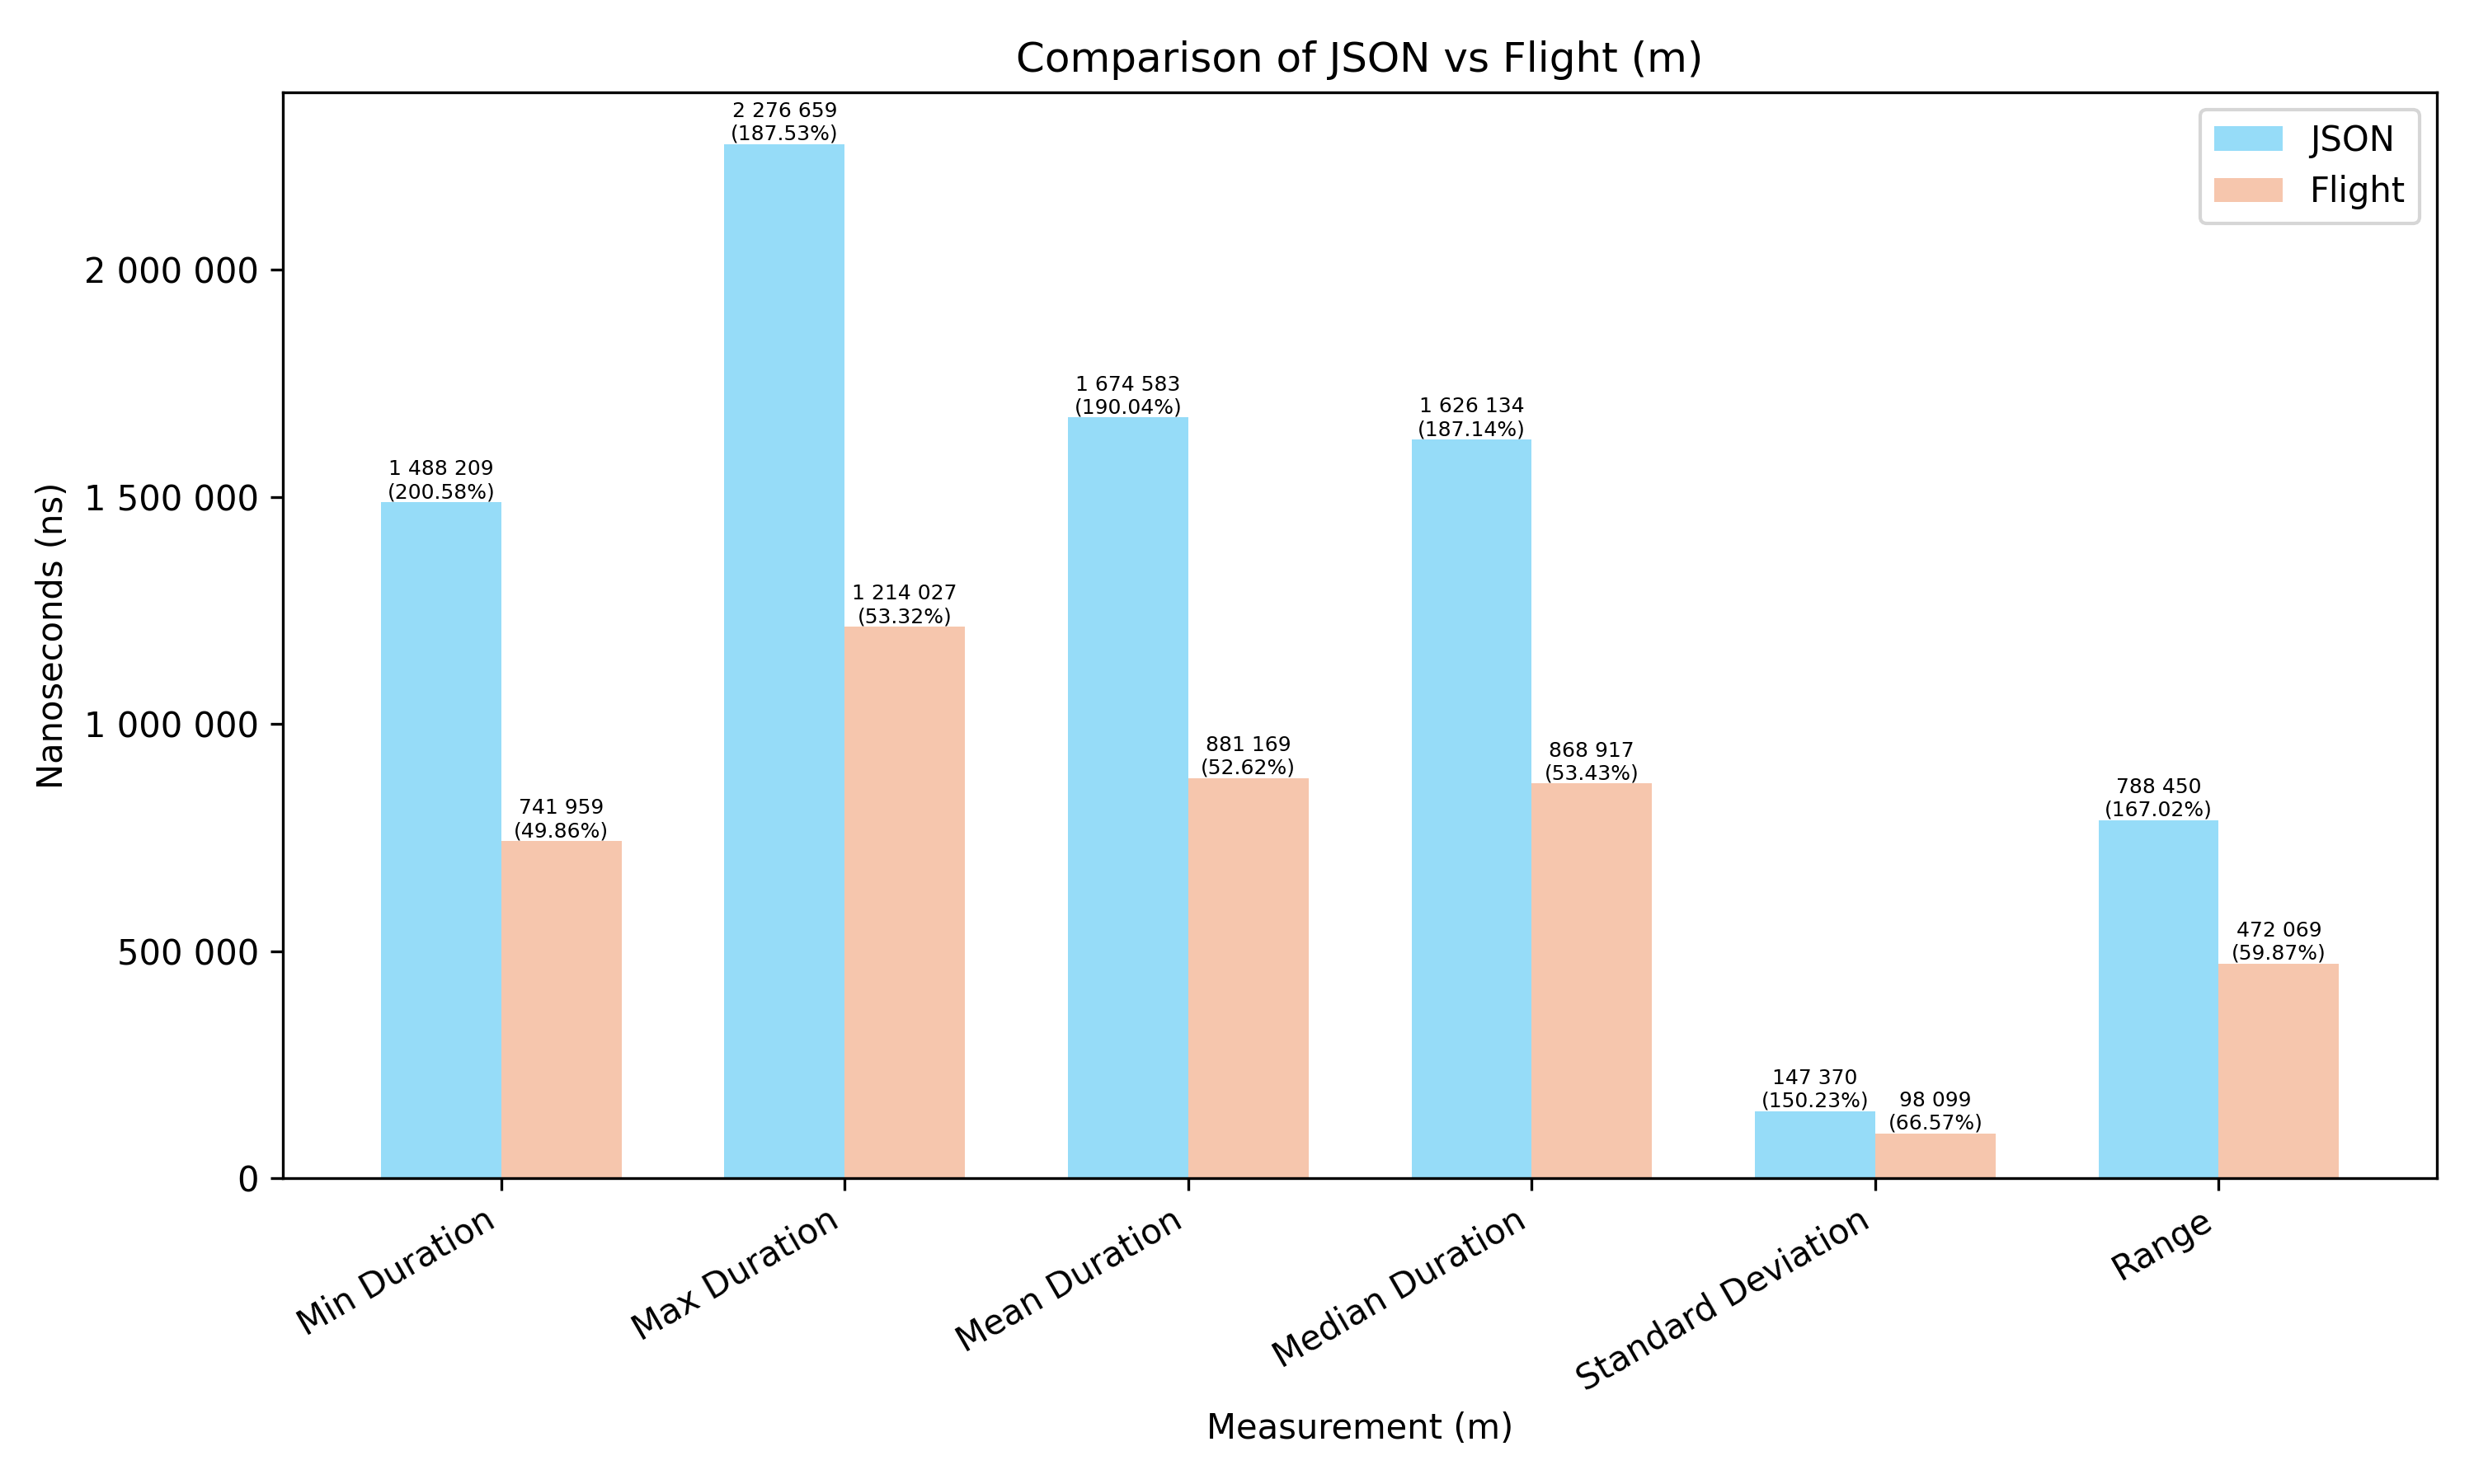 Comparison of JSON vs Flight (m)
JSON
Flight
Nanoseconds (ns)
2 000 000
1 500 000
1 000 000
500 000
0
1 488 209
(200.58%)
741 959
(49.86%)
2 276 659
(187.53%)
1 214 027
(53.32%)
1 674 583
(190.04%)
881 169
(52.62%)
1 626 134
(187.14%)
868 917
(53.43%)
147 370
(150.23%)
98 099
(66.57%)
788 450
(167.02%)
472 069
(59.87%)
Min Duration
Max Duration
Mean Duration
Median Duration
Standard Deviation
Range
Measurement (m)